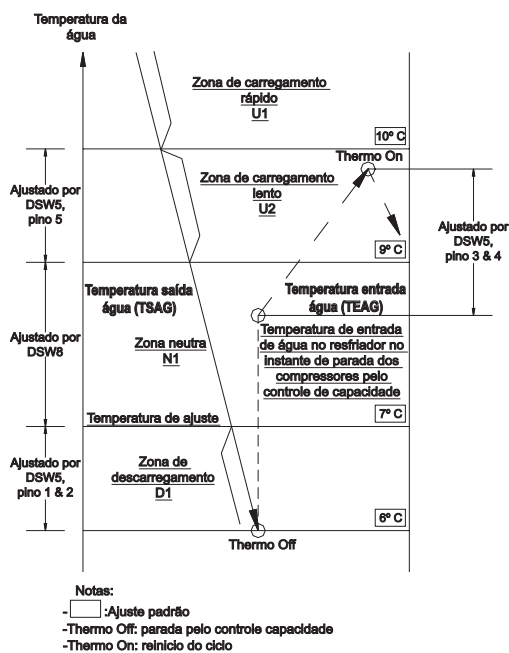 Temperatura da
água
Zona de carregamento
rápido
U1
10º C
Thermo On
Ajustado por
DSW5,
pino 5
Zona de carregamento
lento
U2
Ajustado por
DSW5,
pino 3 & 4
9º C
Temperatura saída
água (TSAG)
Temperatura entrada
água (TEAG)
Ajustado por
DSW8
Zona neutra
N1
Temperatura de entrada
de água no resfriador no
instante de parada dos
compressores pelo
controle de capacidade
Temperatura de ajuste
7º C
Ajustado por
DSW5,
pino 1 & 2
Zona de
descarregamento
D1
6º C
Thermo Off
Notas:
- :Ajuste padrão
-Thermo Off: parada pelo controle capacidade
-Thermo On: reinicio do ciclo